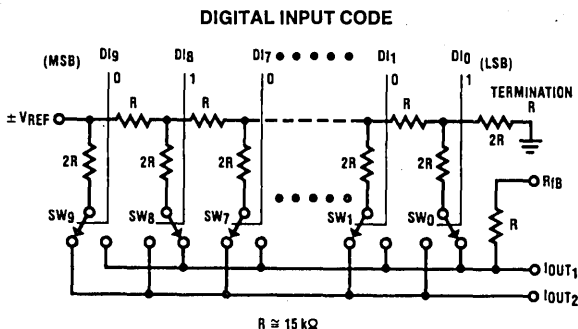 DIGITAL INPUT CODE
(MSB) DI9 DI8 DI7 DI1 DI0 (LSB)
0 1 0 0 1
TERMINATION
R R R R
± VREF
2R
2R 2R 2R 2R 2R
RfB
SW9 SW8 SW7 SW1 SW0
R
IOUT1
IOUT2
R ≅ 15 kΩ